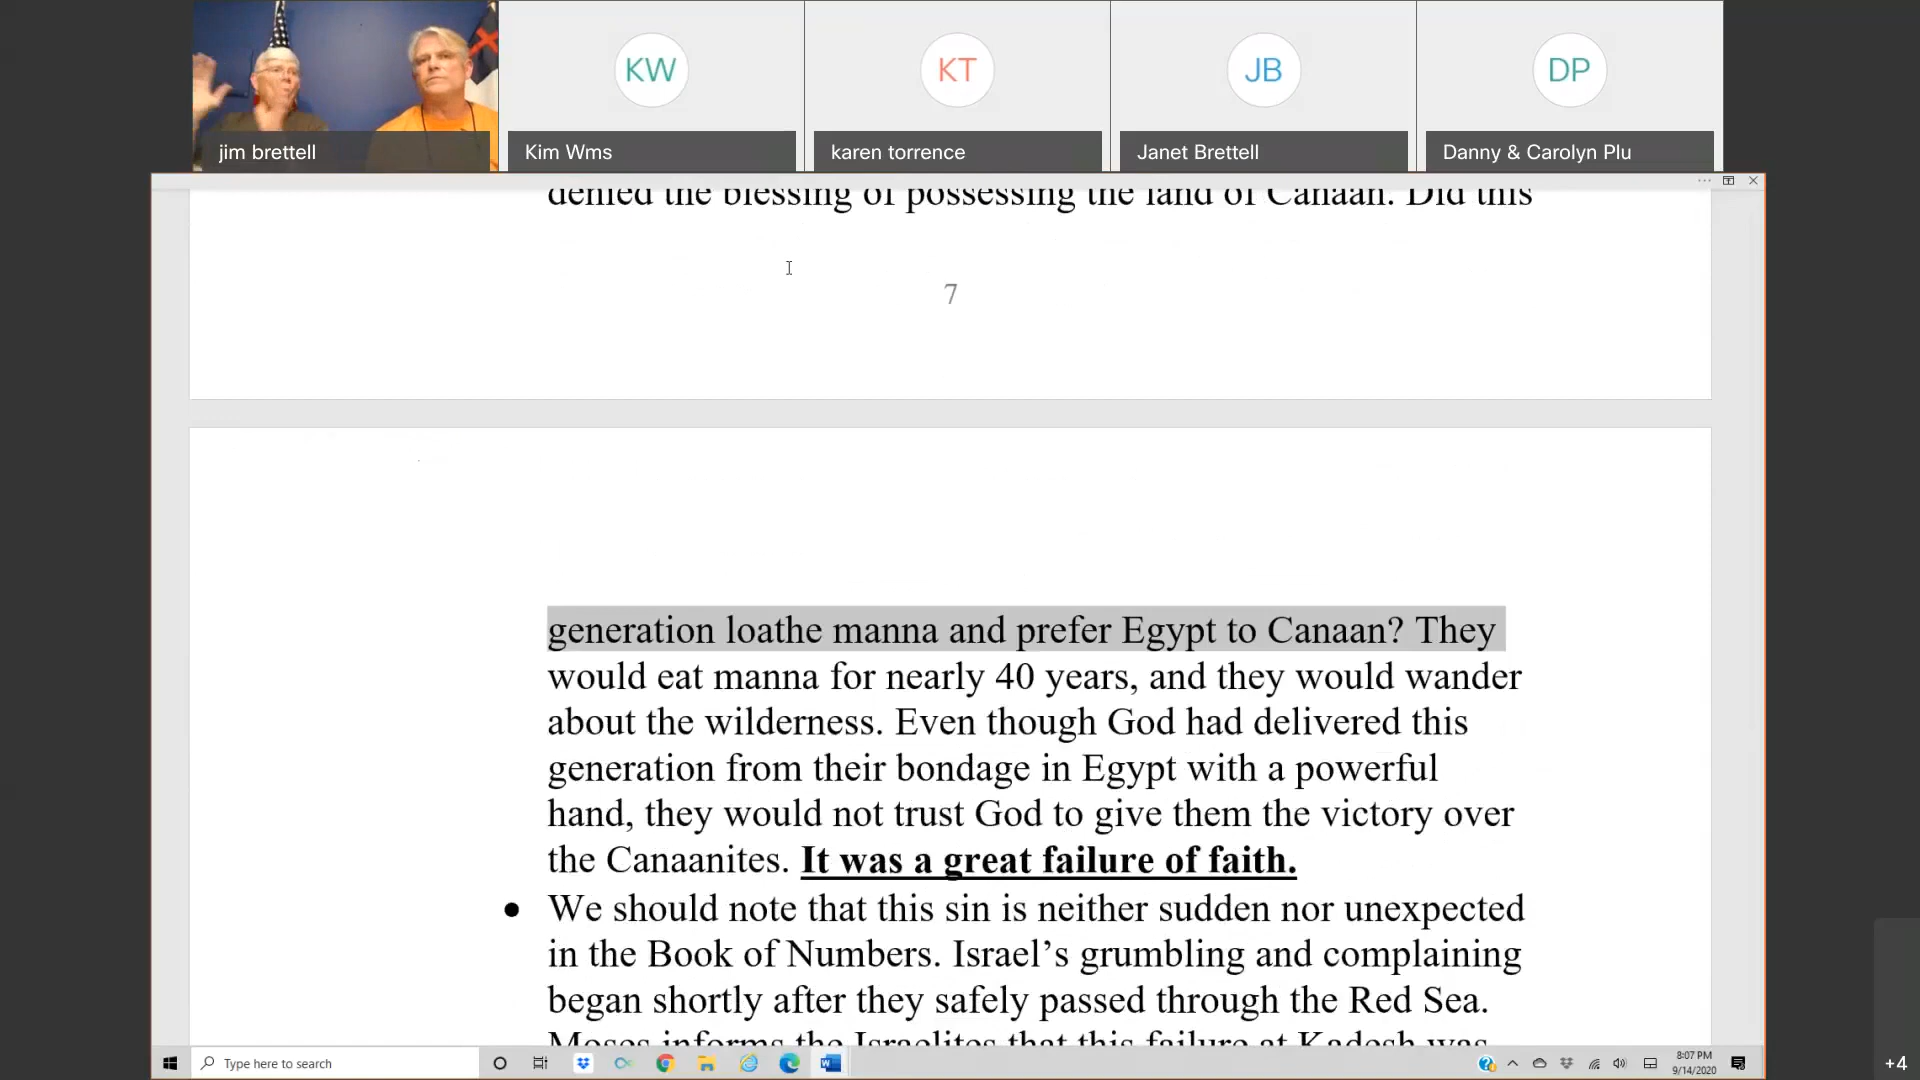 KW
KT
JB
DP
jim brettell
Kim Wms
karen torrence
Janet Brettell
Danny & Carolyn Plu
denied the blessing of possessing the land of Canaan. Did this
7
generation loathe manna and prefer Egypt to Canaan? They
would eat manna for nearly 40 years, and they would wander
about the wilderness. Even though God had delivered this
generation from their bondage in Egypt with a powerful
hand, they would not trust God to give them the victory over
the Canaanites. It was a great failure of faith.
● We should note that this sin is neither sudden nor unexpected
in the Book of Numbers. Israel’s grumbling and complaining
began shortly after they safely passed through the Red Sea.
Moses informs the Israelites that this failure at Kadesh was
Type here to search
8:07 PM
9/14/2020
+4